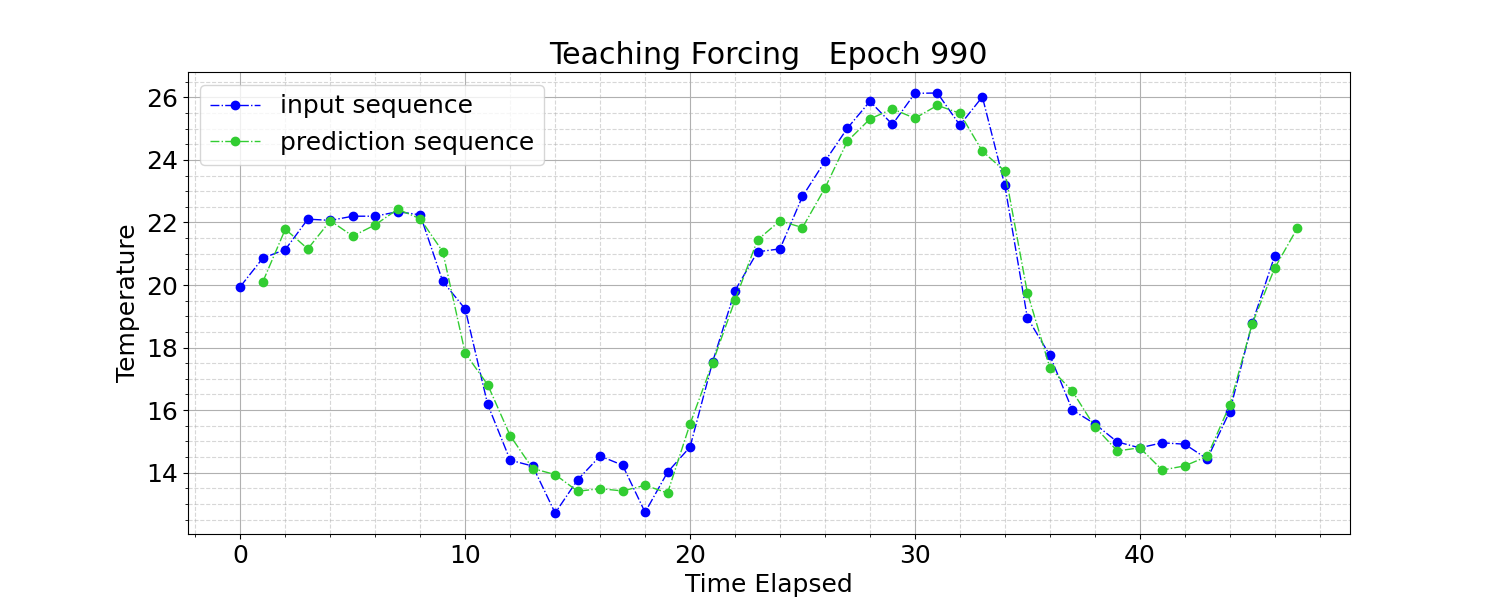 Teaching Forcing   Epoch 990
input sequence
prediction sequence
Temperature
26
24
22
20
18
16
14
0 10 20 30 40
Time Elapsed